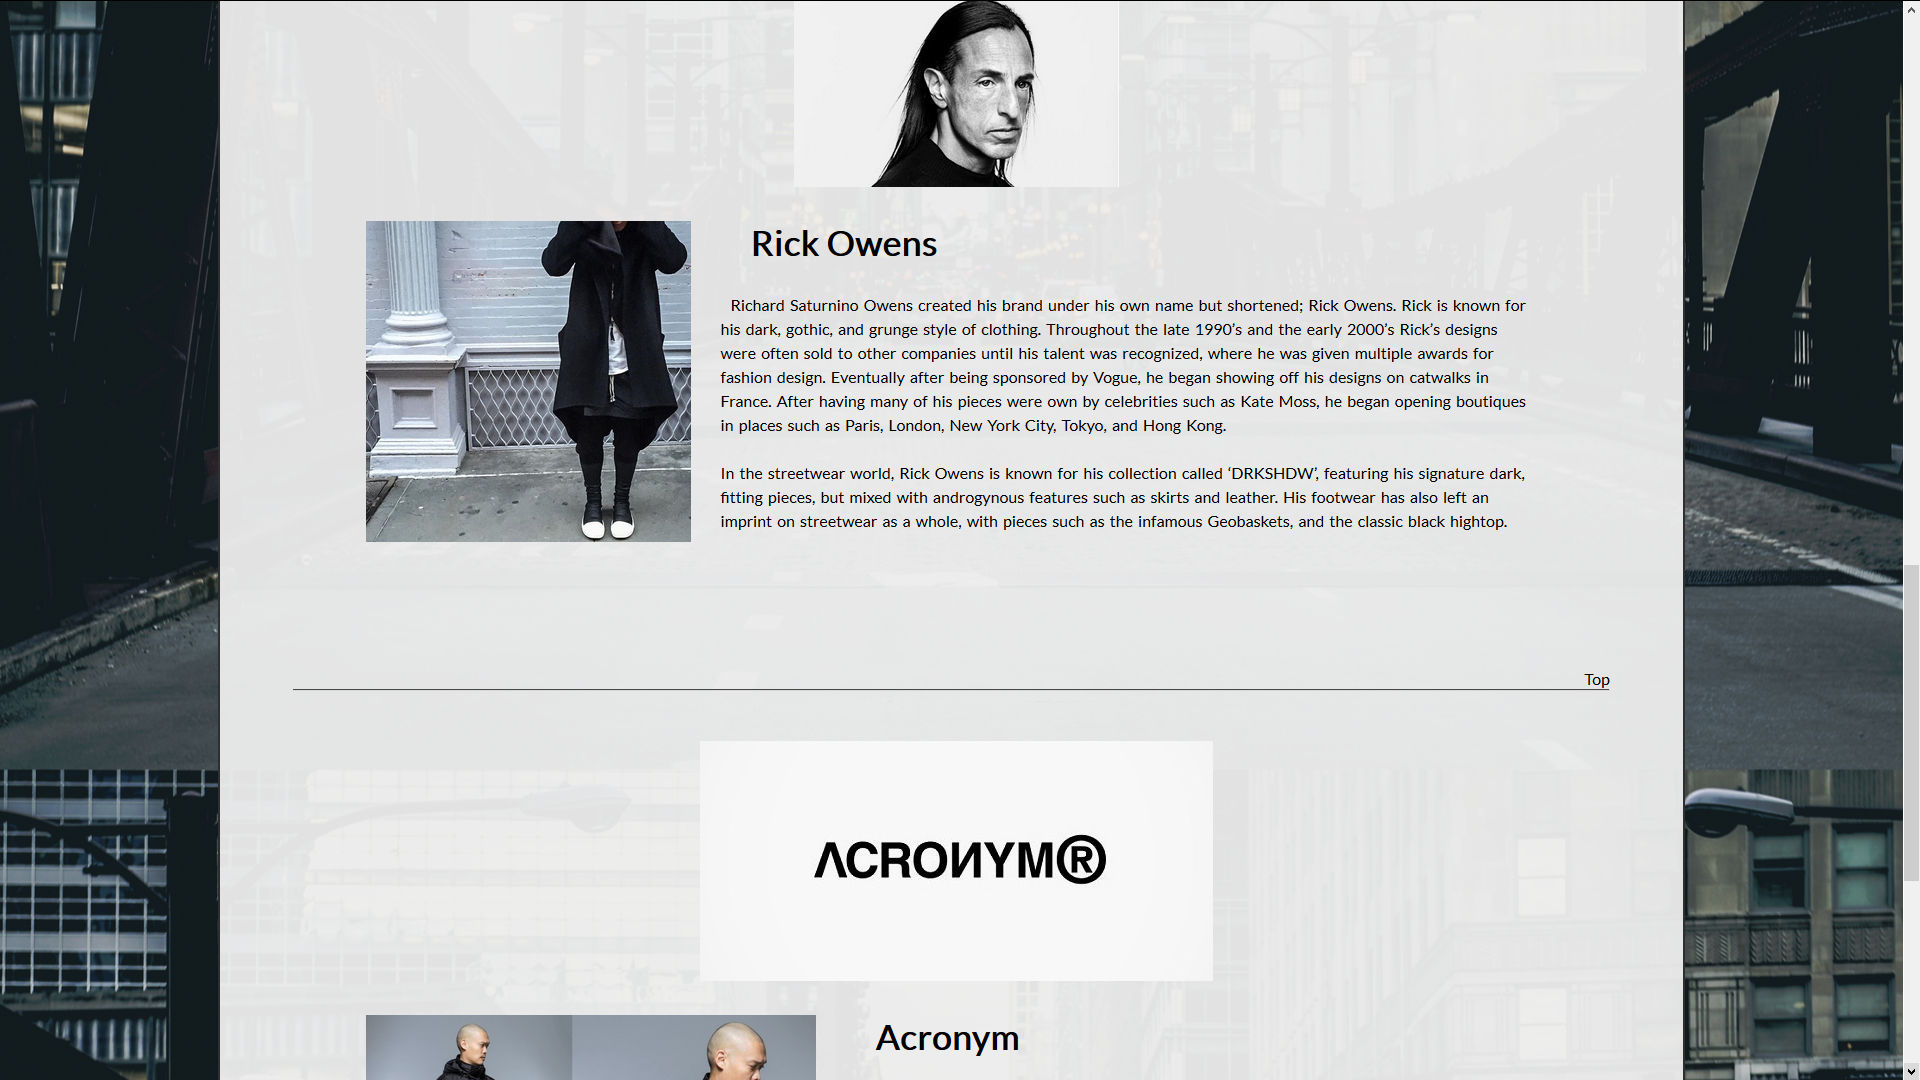 Rick Owens
Richard Saturnino Owens created his brand under his own name but shortened; Rick Owens. Rick is known for
his dark, gothic, and grunge style of clothing. Throughout the late 1990’s and the early 2000’s Rick’s designs
were often sold to other companies until his talent was recognized, where he was given multiple awards for
fashion design. Eventually after being sponsored by Vogue, he began showing off his designs on catwalks in
France. After having many of his pieces were own by celebrities such as Kate Moss, he began opening boutiques
in places such as Paris, London, New York City, Tokyo, and Hong Kong.
In the streetwear world, Rick Owens is known for his collection called ‘DRKSHDW’, featuring his signature dark,
fitting pieces, but mixed with androgynous features such as skirts and leather. His footwear has also left an
imprint on streetwear as a whole, with pieces such as the infamous Geobaskets, and the classic black hightop.
Top
ΛCROИYM®
Acronym